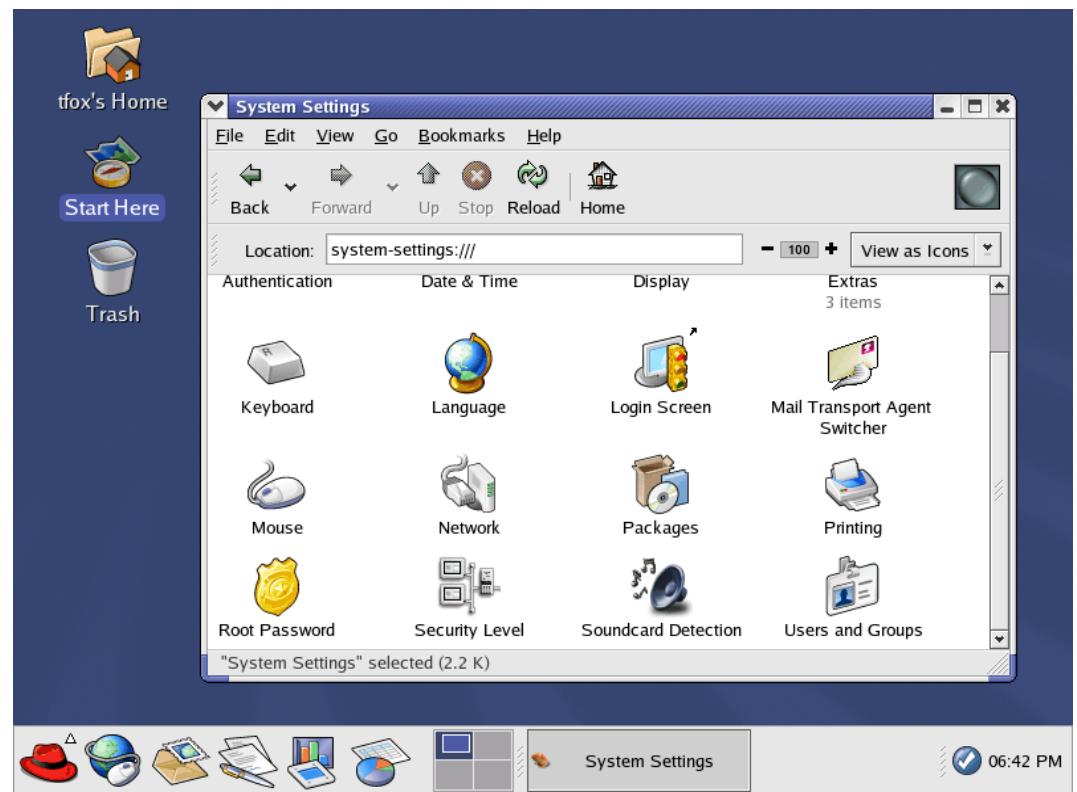 tfox's Home
Start Here
Trash
System Settings
File Edit View Go Bookmarks Help
Back Forward Up Stop Reload Home
Location: system-settings:/// 100 View as Icons
Authentication Date & Time Display Extras
3 items
Keyboard Language Login Screen Mail Transport Agent
Switcher
Mouse Network Packages Printing
Root Password Security Level Soundcard Detection Users and Groups
"System Settings" selected (2.2 K)
System Settings 06:42 PM